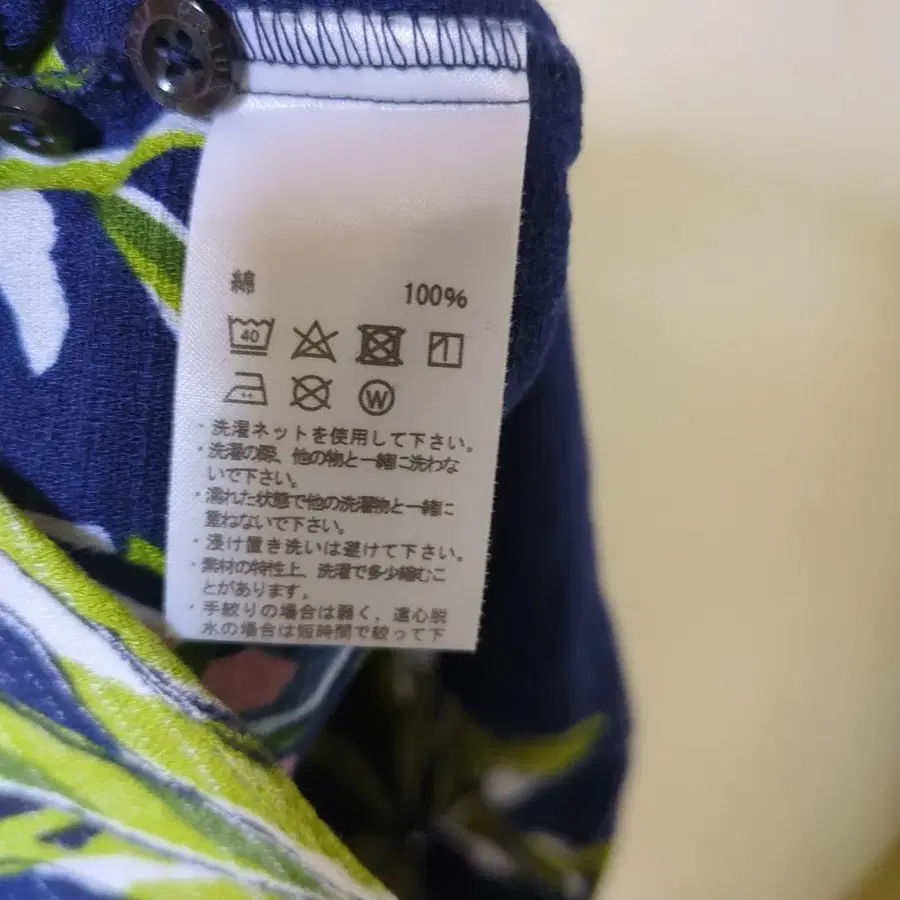 綿 100%
40
W
・洗濯ネットを使用して下さい。
・洗濯の際、他の物と一緒に洗わな
いで下さい。
・濡れた状態で他の洗濯物と一緒に
重ねないで下さい。
・浸け置き洗いは避けて下さい。
・素材の特性上、洗濯で多少縮むこ
とがあります。
・手絞りの場合は弱く、遠心脱
水の場合は短時間で絞って下